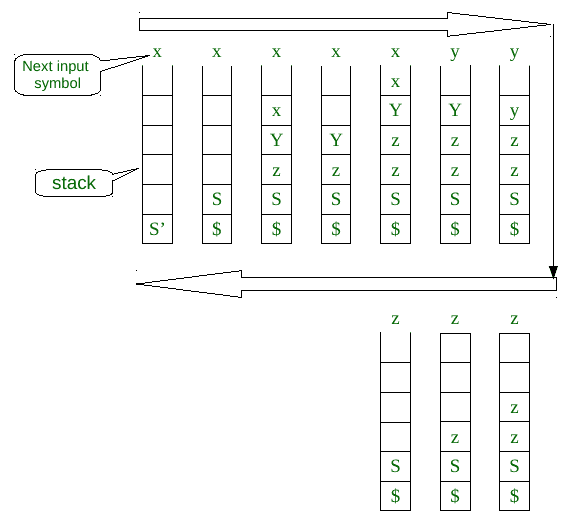 x x x x x y y
Next input
symbol
x
x Y Y y
Y Y z z z
stack
z z z z z
S S S S S S
S' $ $ $ $ $ $
z z z
z
z z
S S S
$ $ $